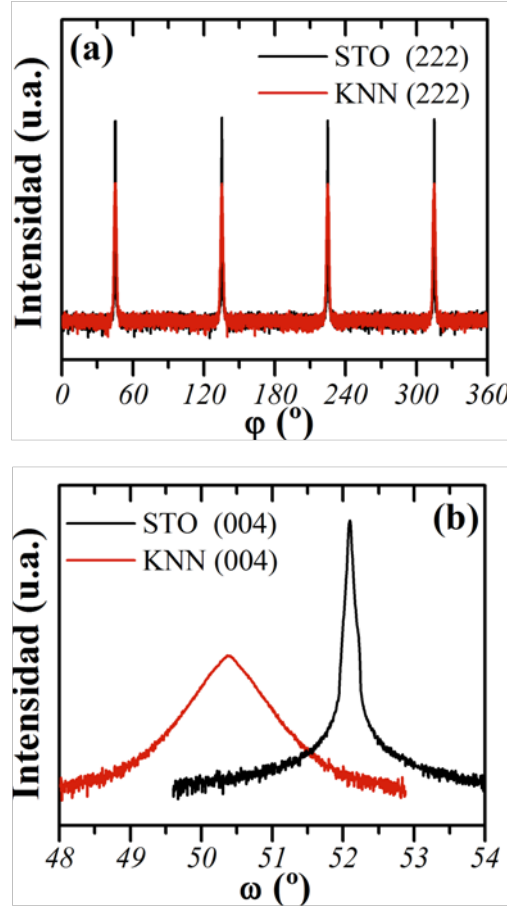 (a)
STO (222)
KNN (222)
Intensidad (u.a.)
0 60 120 180 240 300 360
φ (º)
(b)
STO (004)
KNN (004)
Intensidad (u.a.)
48 49 50 51 52 53 54
ω (º)